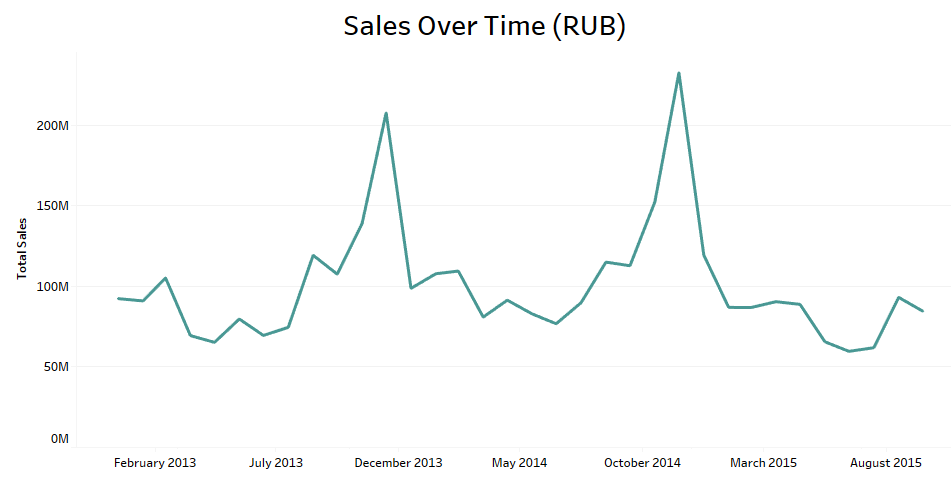 Sales Over Time (RUB)
200M
150M
Total Sales
100M
50M
0M
February 2013
July 2013
December 2013
May 2014
October 2014
March 2015
August 2015